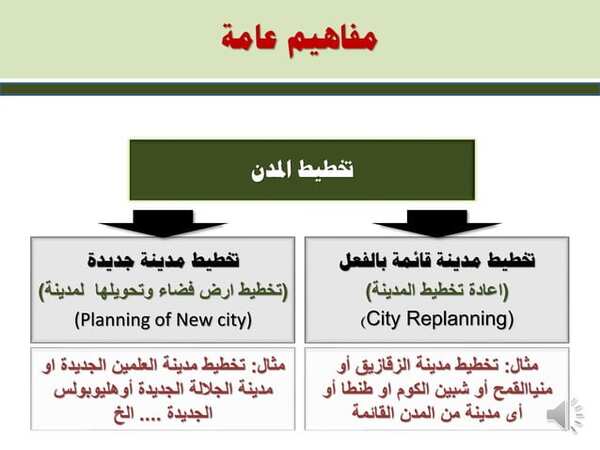 مفاهيم عامة
تخطيط المدن
تخطيط مدينة قائمة بالفعل
(اعادة تخطيط المدينة)
(City Replanning)
مثال: تخطيط مدينة الزقازيق أو
منياالقمح أو شبين الكوم او طنطا أو
أى مدينة من المدن القائمة
تخطيط مدينة جديدة
(تخطيط ارض فضاء وتحويلها لمدينة)
(Planning of New city)
مثال: تخطيط مدينة العلمين الجديدة او
مدينة الجلالة الجديدة أوهليوبولس
الجديدة .... الخ